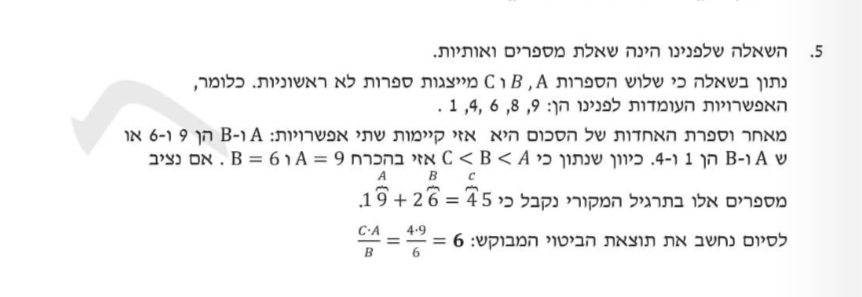 5. השאלה שלפנינו הינה שאלת מספרים ואותיות.
נתון בשאלה כי שלוש הספרות A, B ו C מייצגות ספרות לא ראשוניות. כלומר,
האפשרויות העומדות לפנינו הן: 9, 8, 6, 4, 1.
מאחר וספרת האחדות של הסכום היא אזי קיימות שתי אפשרויות: A ו-B הן 9 ו-6 או
ש A ו-B הן 1 ו-4. כיוון שנתון כי C < B < A אזי בהכרח A = 9 ו B = 6. אם נציב
מספרים אלו בתרגיל המקורי נקבל כי 1\overset{A}{9} + 2\overset{B}{6} = \overset{C}{4}5.
לסיום נחשב את תוצאת הביטוי המבוקש: \frac{C·A}{B} = \frac{4·9}{6} = 6